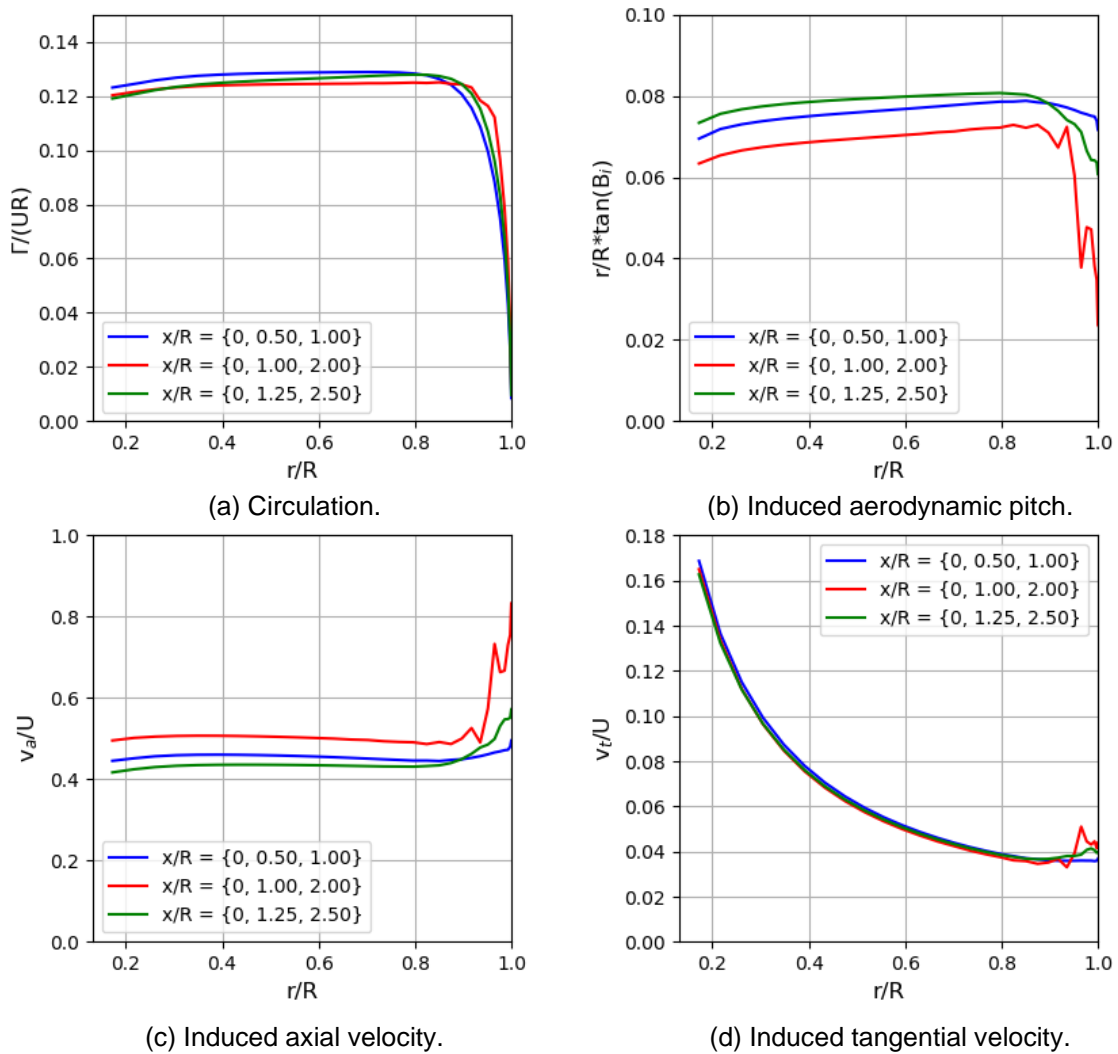 0.14
0.12
0.10
0.08
0.06
0.04
0.02
0.00
Γ/(UR)
x/R = {0, 0.50, 1.00}
x/R = {0, 1.00, 2.00}
x/R = {0, 1.25, 2.50}
0.2 0.4 0.6 0.8 1.0
r/R
(a) Circulation.
0.10
0.08
0.06
0.04
0.02
0.00
r/R*tan(Bᵢ)
x/R = {0, 0.50, 1.00}
x/R = {0, 1.00, 2.00}
x/R = {0, 1.25, 2.50}
0.2 0.4 0.6 0.8 1.0
r/R
(b) Induced aerodynamic pitch.
1.0
0.8
0.6
0.4
0.2
0.0
vₐ/U
x/R = {0, 0.50, 1.00}
x/R = {0, 1.00, 2.00}
x/R = {0, 1.25, 2.50}
0.2 0.4 0.6 0.8 1.0
r/R
(c) Induced axial velocity.
0.18
0.16
0.14
0.12
0.10
0.08
0.06
0.04
0.02
0.00
vₜ/U
x/R = {0, 0.50, 1.00}
x/R = {0, 1.00, 2.00}
x/R = {0, 1.25, 2.50}
0.2 0.4 0.6 0.8 1.0
r/R
(d) Induced tangential velocity.